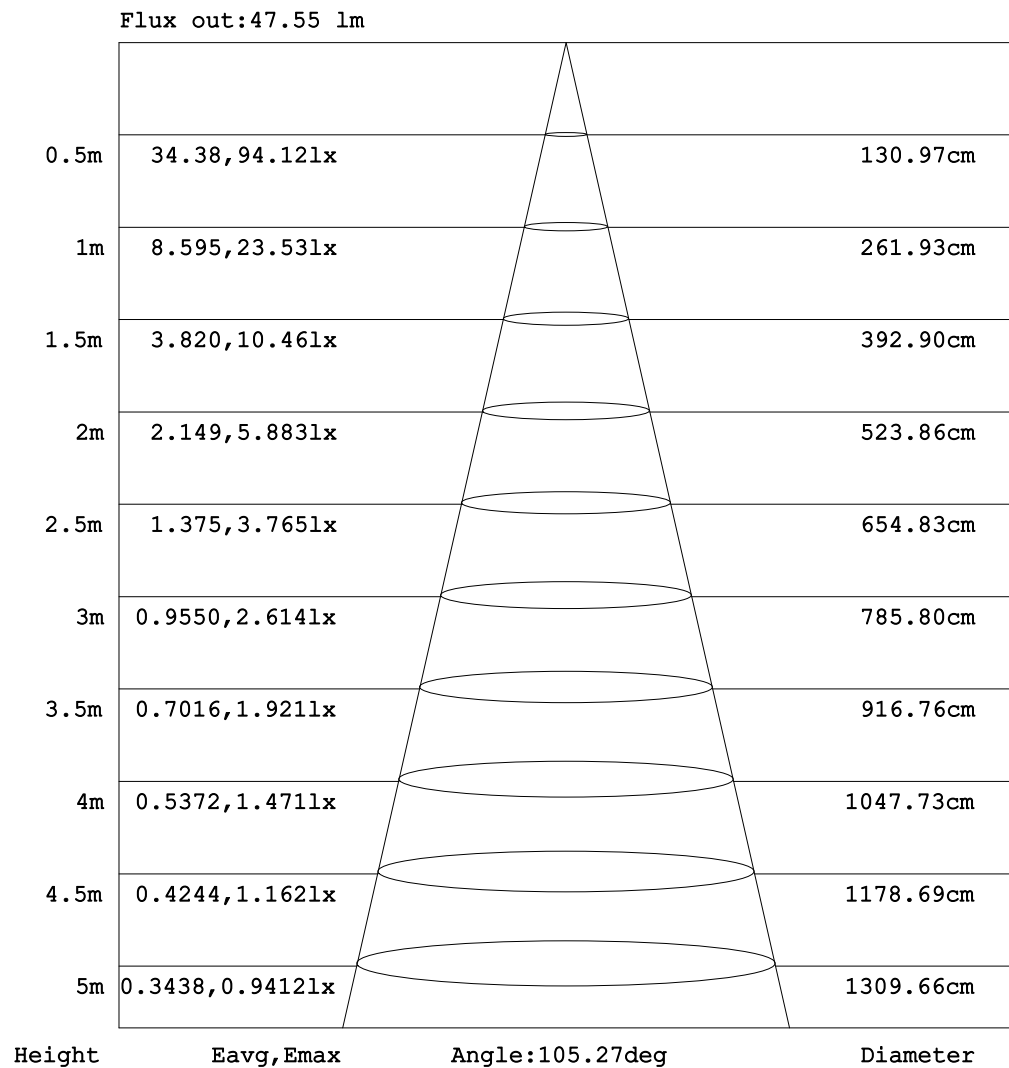 Flux out:47.55 lm
0.5m 34.38,94.12lx 130.97cm
1m 8.595,23.53lx 261.93cm
1.5m 3.820,10.46lx 392.90cm
2m 2.149,5.883lx 523.86cm
2.5m 1.375,3.765lx 654.83cm
3m 0.9550,2.614lx 785.80cm
3.5m 0.7016,1.921lx 916.76cm
4m 0.5372,1.471lx 1047.73cm
4.5m 0.4244,1.162lx 1178.69cm
5m 0.3438,0.9412lx 1309.66cm
Height Eavg,Emax Angle:105.27deg Diameter